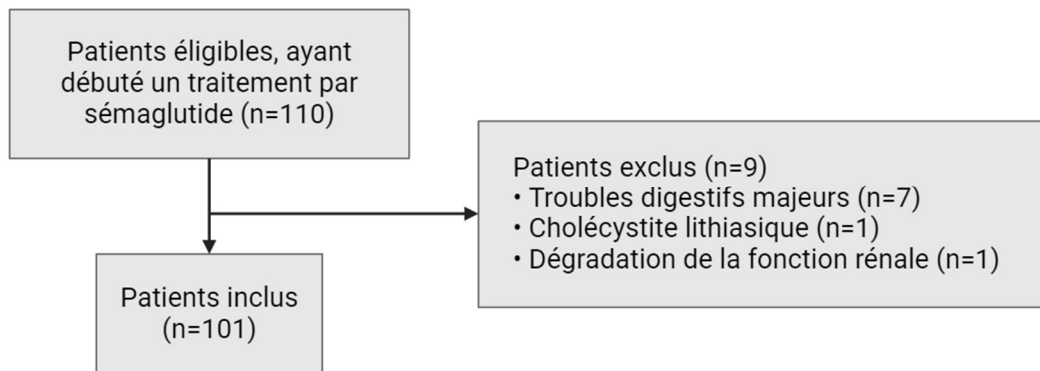 Patients éligibles, ayant
débuté un traitement par
sémaglutide (n=110)
Patients exclus (n=9)
• Troubles digestifs majeurs (n=7)
• Cholécystite lithiasique (n=1)
• Dégradation de la fonction rénale (n=1)
Patients inclus
(n=101)